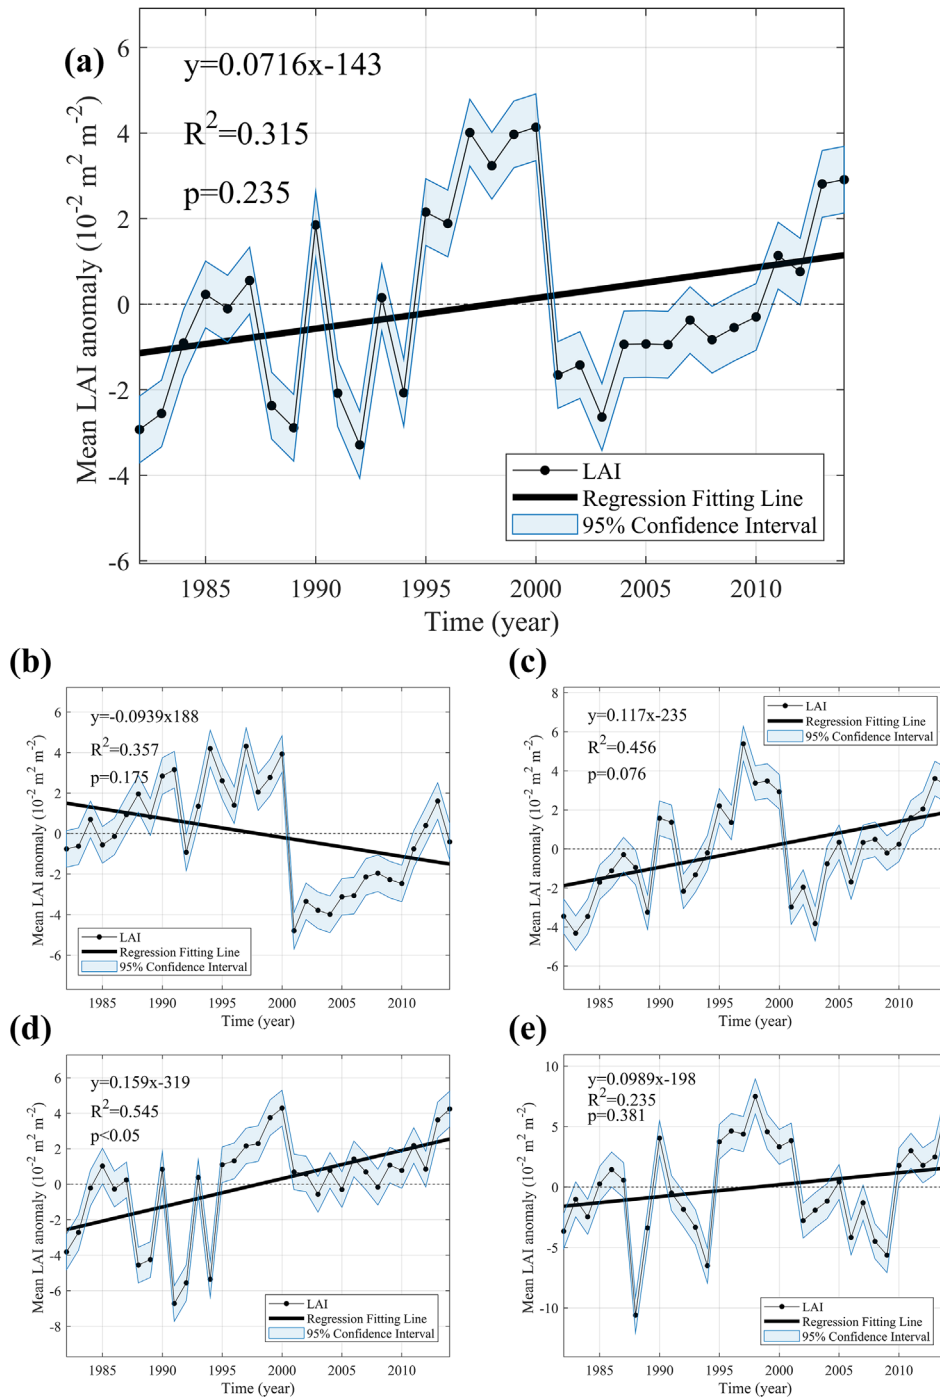 (a)
y=0.0716x-143
R²=0.315
p=0.235
Mean LAI anomaly (10⁻² m² m⁻²)
6
4
2
0
-2
-4
-6
LAI
Regression Fitting Line
95% Confidence Interval
1985 1990 1995 2000 2005 2010
Time (year)
(b)
y=-0.0939x188
R²=0.357
p=0.175
Mean LAI anomaly (10⁻² m² m⁻²)
6
4
2
0
-2
-4
-6
LAI
Regression Fitting Line
95% Confidence Interval
1985 1990 1995 2000 2005 2010
Time (year)
(c)
y=0.117x-235
R²=0.456
p=0.076
LAI
Regression Fitting Line
95% Confidence Interval
Mean LAI anomaly (10⁻² m² m⁻²)
8
6
4
2
0
-2
-4
-6
1985 1990 1995 2000 2005 2010
Time (year)
(d)
y=0.159x-319
R²=0.545
p<0.05
Mean LAI anomaly (10⁻² m² m⁻²)
6
4
2
0
-2
-4
-6
-8
LAI
Regression Fitting Line
95% Confidence Interval
1985 1990 1995 2000 2005 2010
Time (year)
(e)
y=0.0989x-198
R²=0.235
p=0.381
Mean LAI anomaly (10⁻² m² m⁻²)
10
5
0
-5
-10
LAI
Regression Fitting Line
95% Confidence Interval
1985 1990 1995 2000 2005 2010
Time (year)